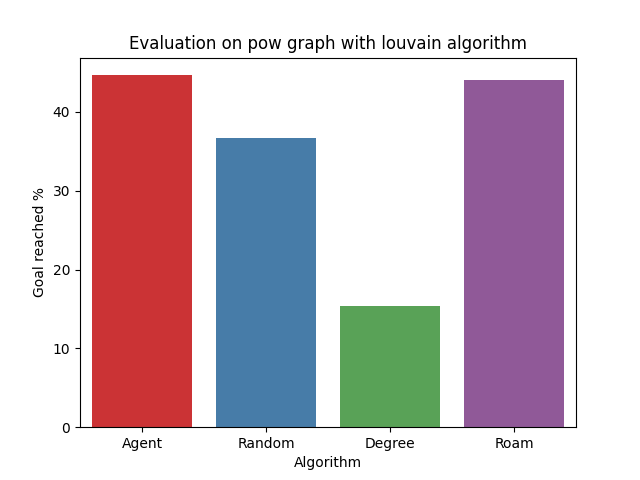 Evaluation on pow graph with louvain algorithm
Goal reached %
40
30
20
10
0
Agent Random Degree Roam
Algorithm